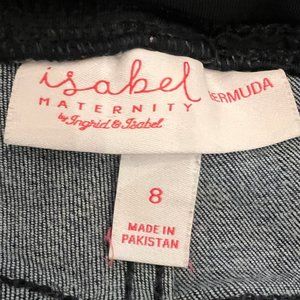 isabel
MATERNITY
by Ingrid & Isabel
BERMUDA
8
MADE IN
PAKISTAN